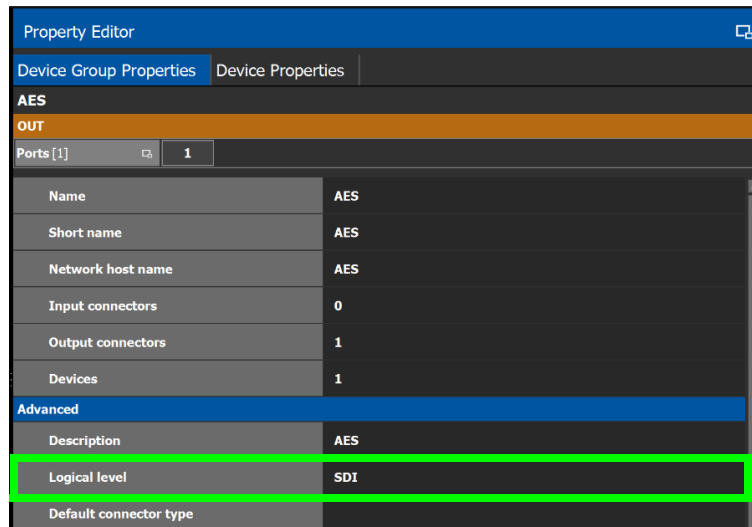 Property Editor
Device Group Properties Device Properties
AES
OUT
Ports [1] 1
Name AES
Short name AES
Network host name AES
Input connectors 0
Output connectors 1
Devices 1
Advanced
Description AES
Logical level SDI
Default connector type